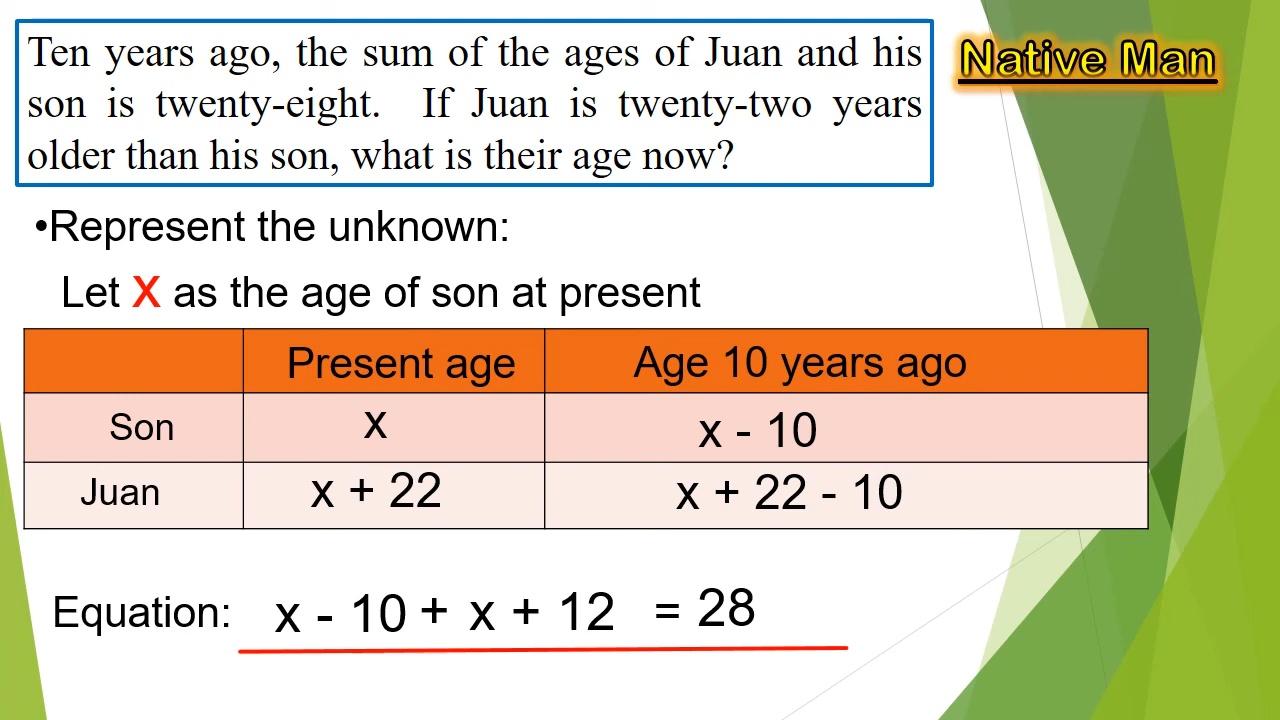 Ten years ago, the sum of the ages of Juan and his
son is twenty-eight. If Juan is twenty-two years
older than his son, what is their age now?
Native Man
•Represent the unknown:
Let x as the age of son at present
Present age Age 10 years ago
Son x x - 10
Juan x + 22 x + 22 - 10
Equation: x - 10 + x + 12 = 28